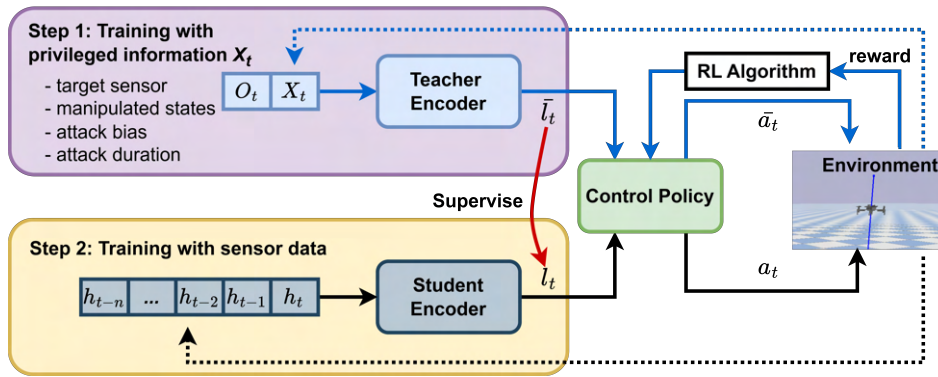 Step 1: Training with
privileged information Xₜ
- target sensor
- manipulated states
- attack bias
- attack duration
Oₜ Xₜ
Teacher
Encoder
l̄ₜ
RL Algorithm
reward
āₜ
Environment
Control Policy
Supervise
Step 2: Training with sensor data
hₜ₋ₙ ... hₜ₋₂ hₜ₋₁ hₜ
Student
Encoder
lₜ
aₜ